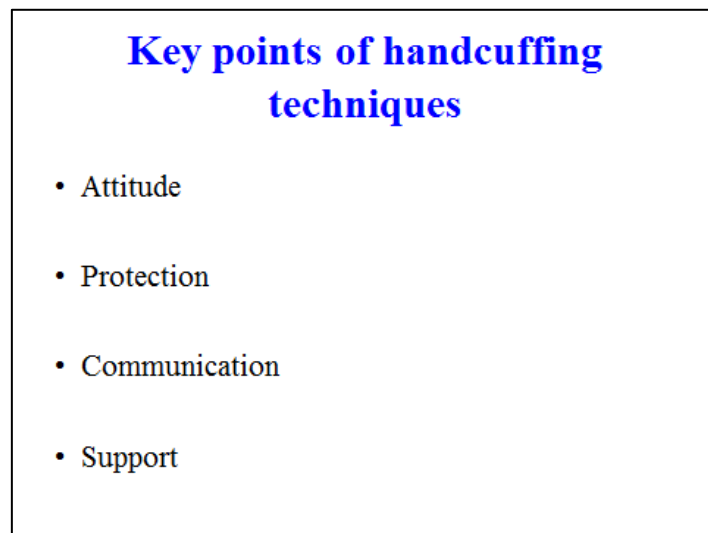 Key points of handcuffing
techniques
• Attitude
• Protection
• Communication
• Support